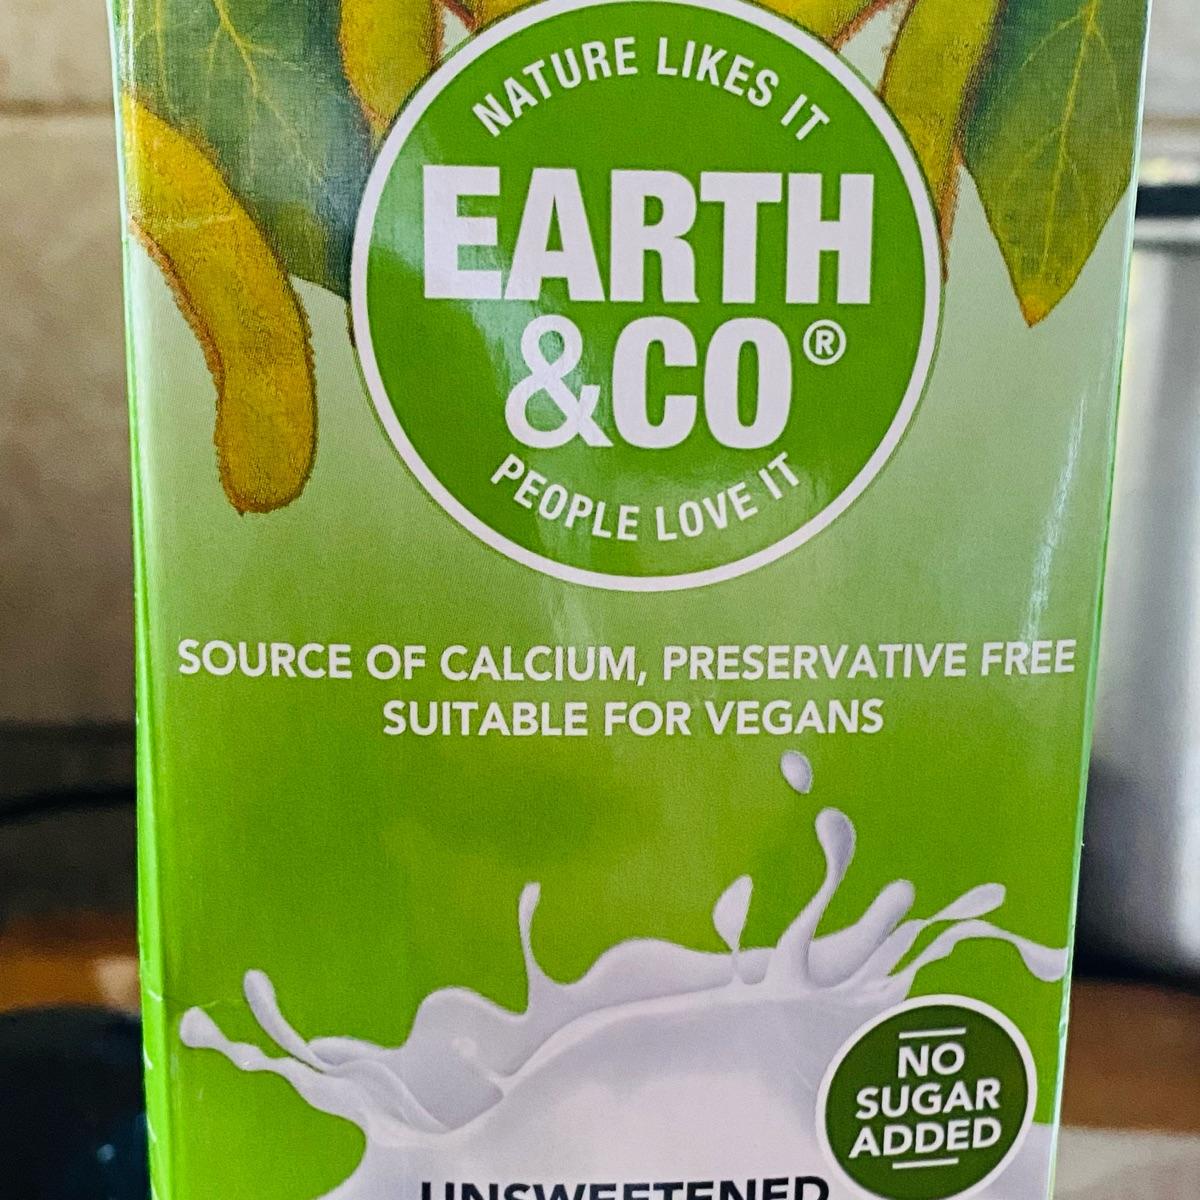 NATURE LIKES IT
EARTH
&CO®
PEOPLE LOVE IT
SOURCE OF CALCIUM, PRESERVATIVE FREE
SUITABLE FOR VEGANS
NO
SUGAR
ADDED
UNSWEETENED